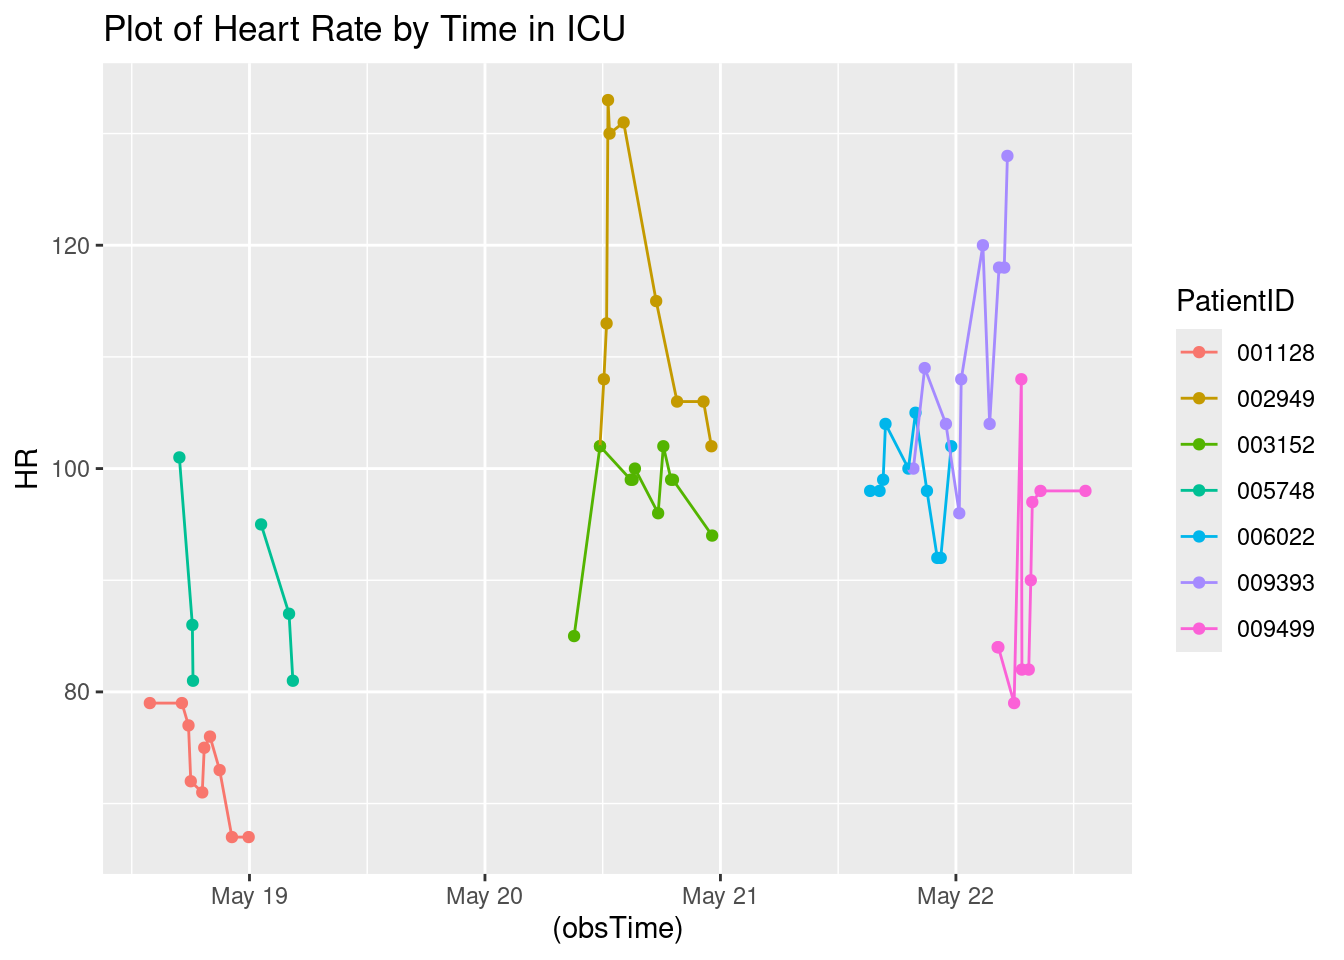 Plot of Heart Rate by Time in ICU
HR
120
100
80
May 19
May 20
May 21
May 22
(obsTime)
PatientID
001128
002949
003152
005748
006022
009393
009499